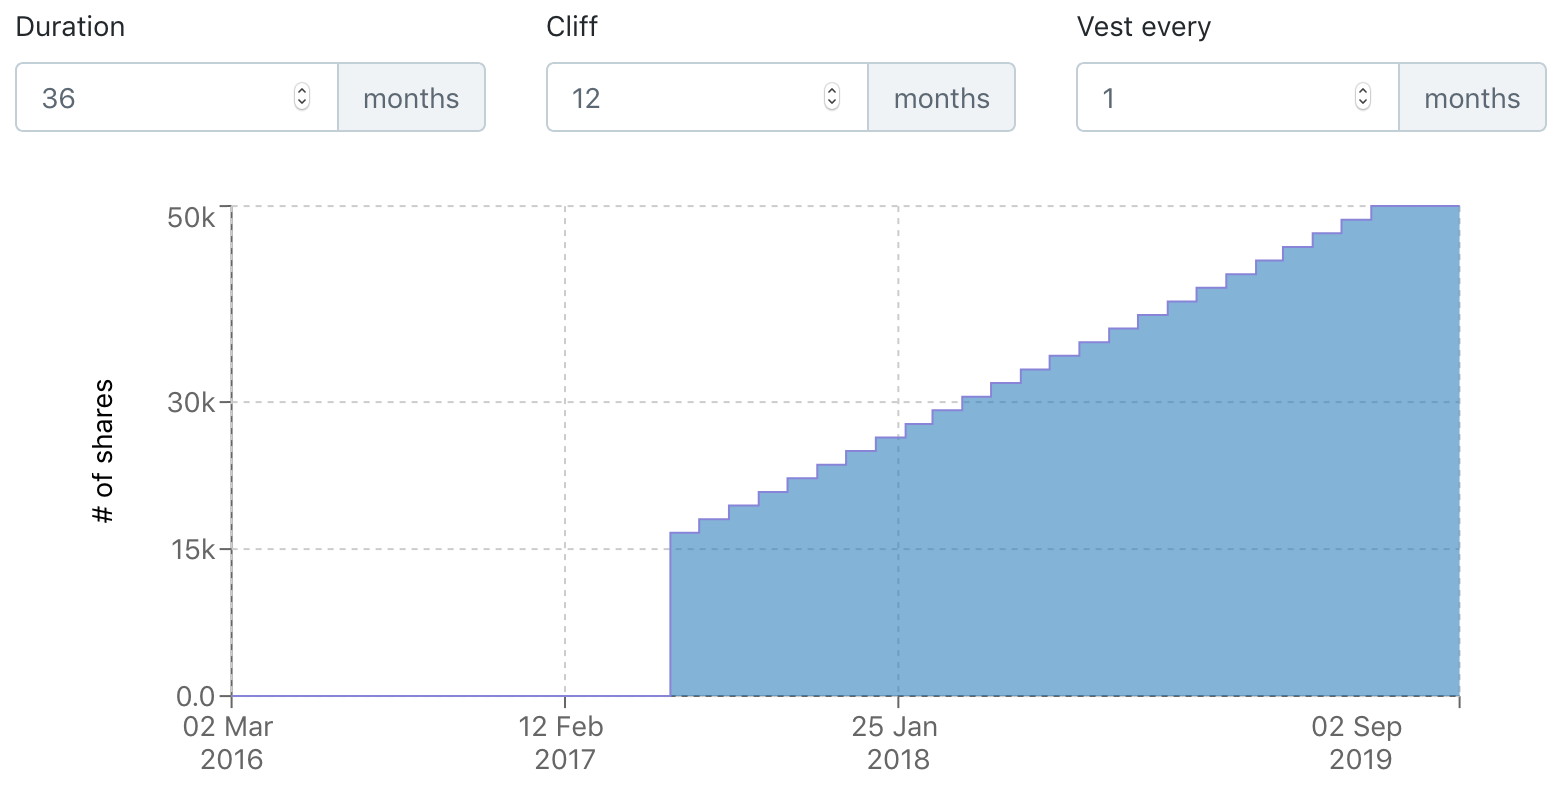 Duration
Cliff
Vest every
36 months
12 months
1 months
50k
30k
15k
0.0
# of shares
02 Mar
2016
12 Feb
2017
25 Jan
2018
02 Sep
2019